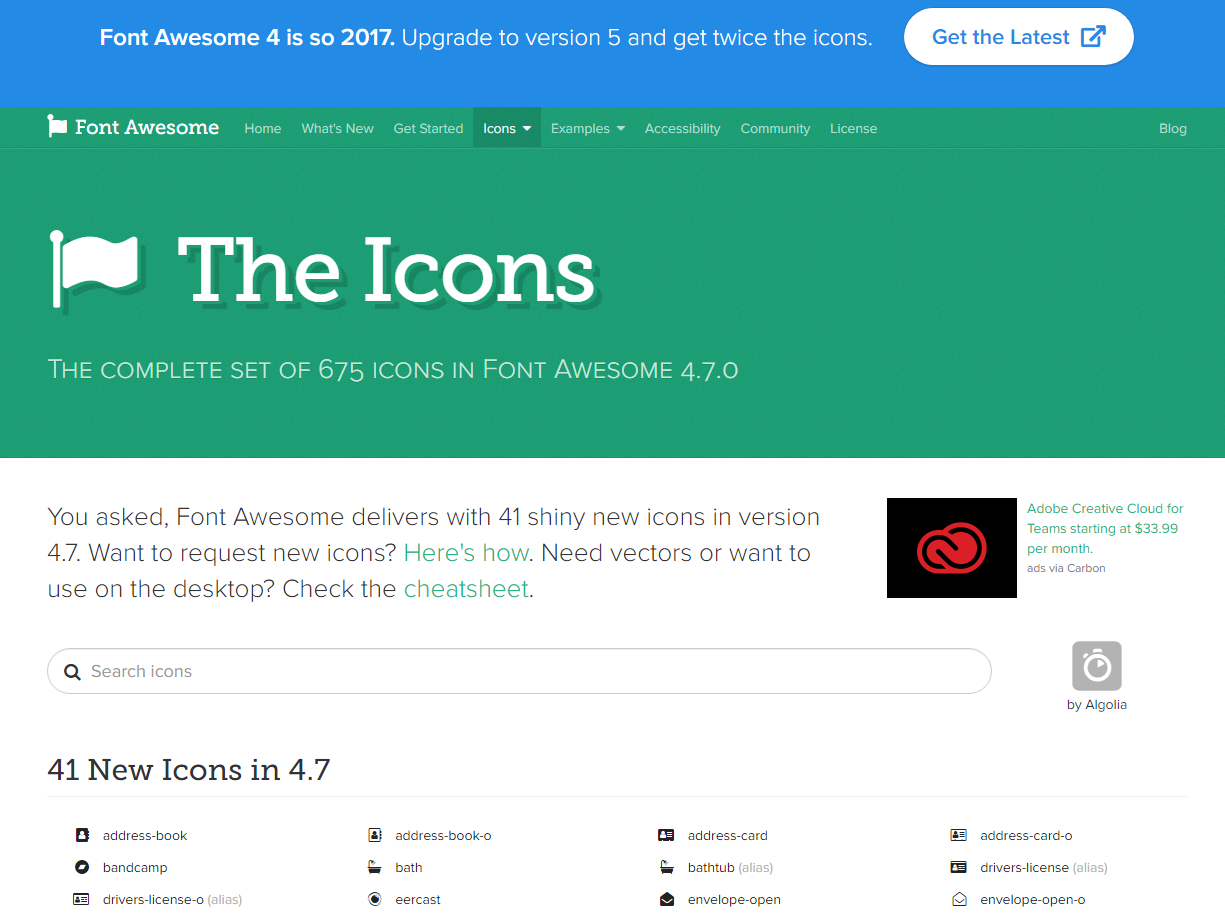 Font Awesome 4 is so 2017. Upgrade to version 5 and get twice the icons.
Get the Latest
Font Awesome Home What's New Get Started Icons Examples Accessibility Community License Blog
The Icons
The complete set of 675 icons in Font Awesome 4.7.0
You asked, Font Awesome delivers with 41 shiny new icons in version
4.7. Want to request new icons? Here's how. Need vectors or want to
use on the desktop? Check the cheatsheet.
Adobe Creative Cloud for
Teams starting at $33.99
per month.
ads via Carbon
Search icons
by Algolia
41 New Icons in 4.7
address-book address-book-o address-card address-card-o
bandcamp bath bathtub (alias) drivers-license (alias)
drivers-license-o (alias) eercast envelope-open envelope-open-o